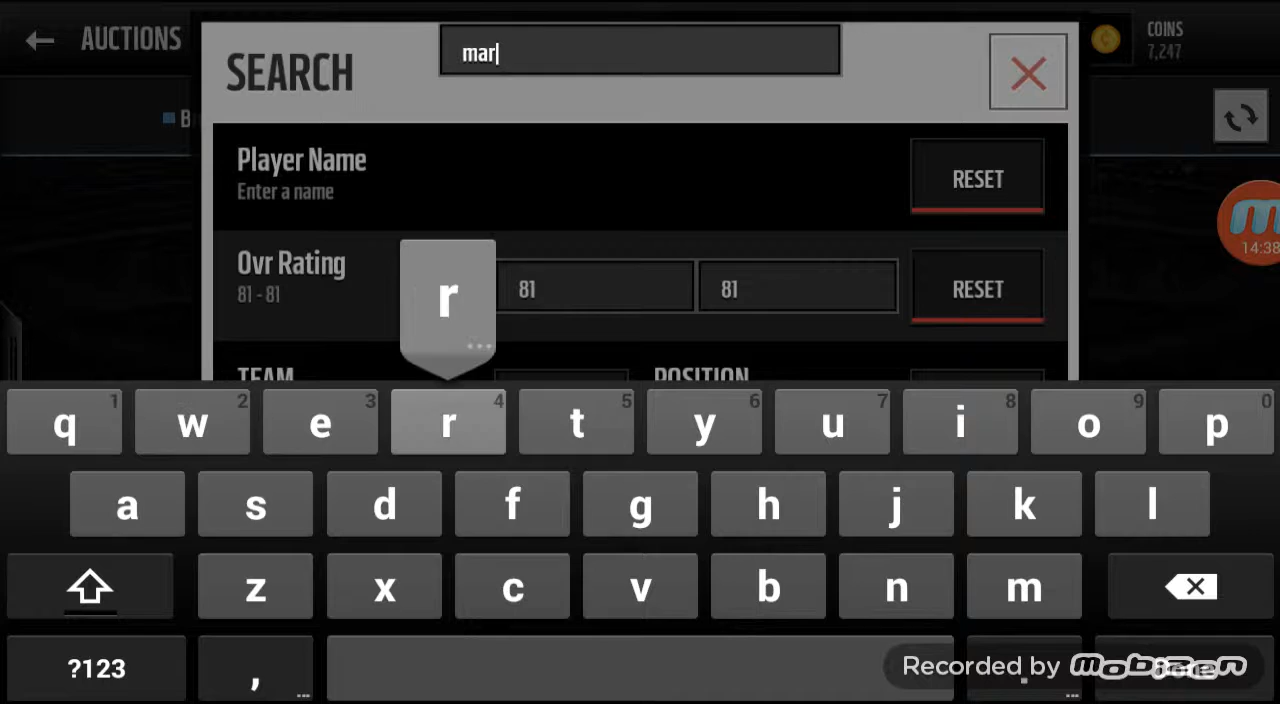 AUCTIONS
mar
COINS
7,247
SEARCH
B
Player Name
Enter a name
RESET
14:38
Ovr Rating
81 - 81
81
81
RESET
r
TEAM
POSITION
q 1 w 2 e 3 r 4 t 5 y 6 u 7 i 8 o 9 p 0
a s d f g h j k l
z x c v b n m
?123 , .
Recorded by mobizen